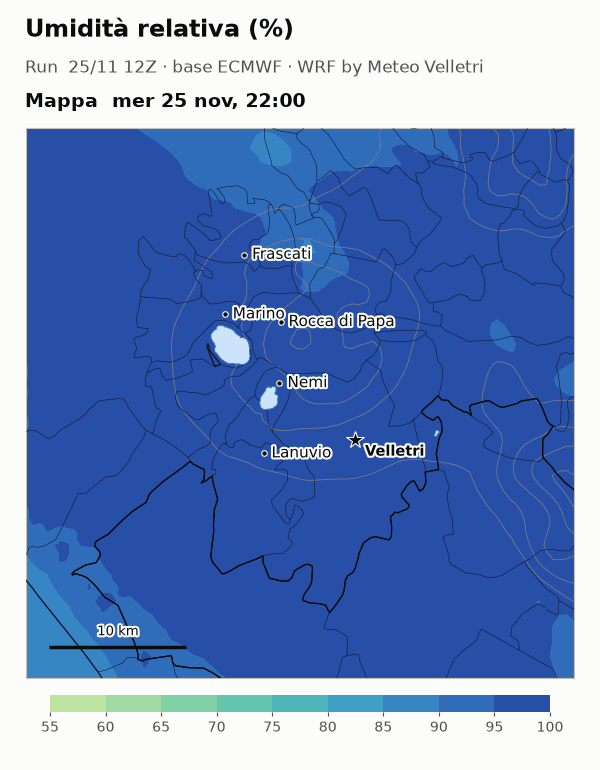 Umidità relativa (%)
Run  25/11 12Z · base ECMWF · WRF by Meteo Velletri
Mappa  mer 25 nov, 22:00
Frascati
Marino
Rocca di Papa
Nemi
Velletri
Lanuvio
10 km
55 60 65 70 75 80 85 90 95 100